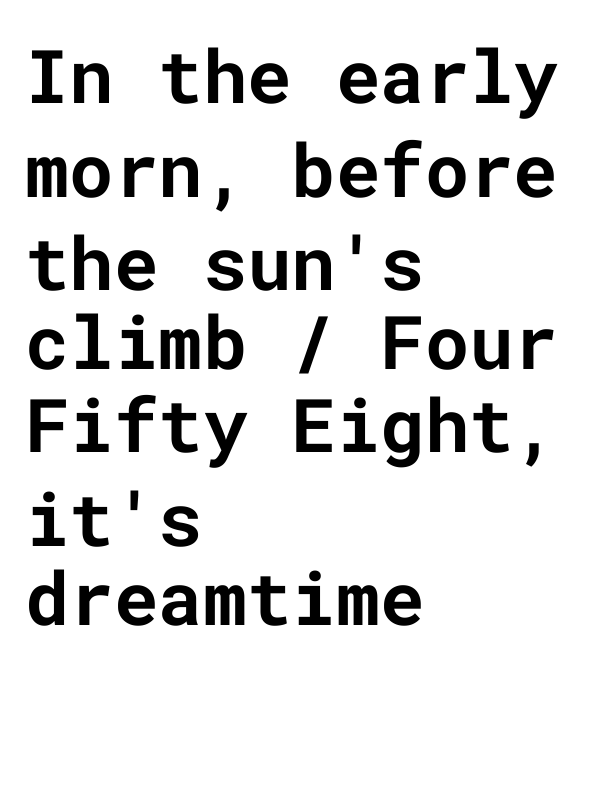 In the early
morn, before
the sun's
climb / Four
Fifty Eight,
it's
dreamtime